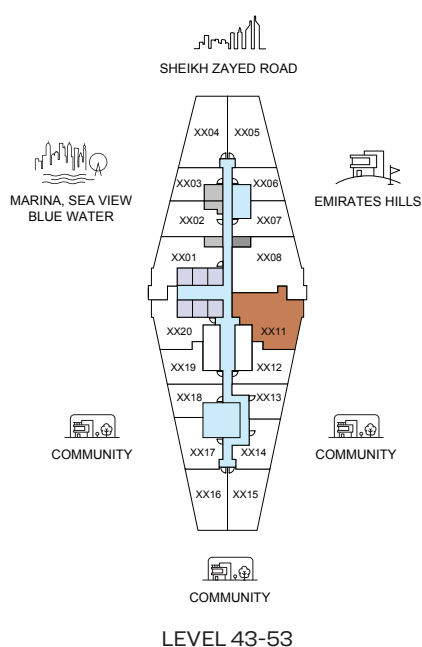 SHEIKH ZAYED ROAD
XX04
XX05
XX03
XX06
MARINA, SEA VIEW
BLUE WATER
EMIRATES HILLS
XX02
XX07
XX01
XX08
XX20
XX11
XX19
XX12
XX18
XX13
COMMUNITY
COMMUNITY
XX17
XX14
XX16
XX15
COMMUNITY
LEVEL 43-53